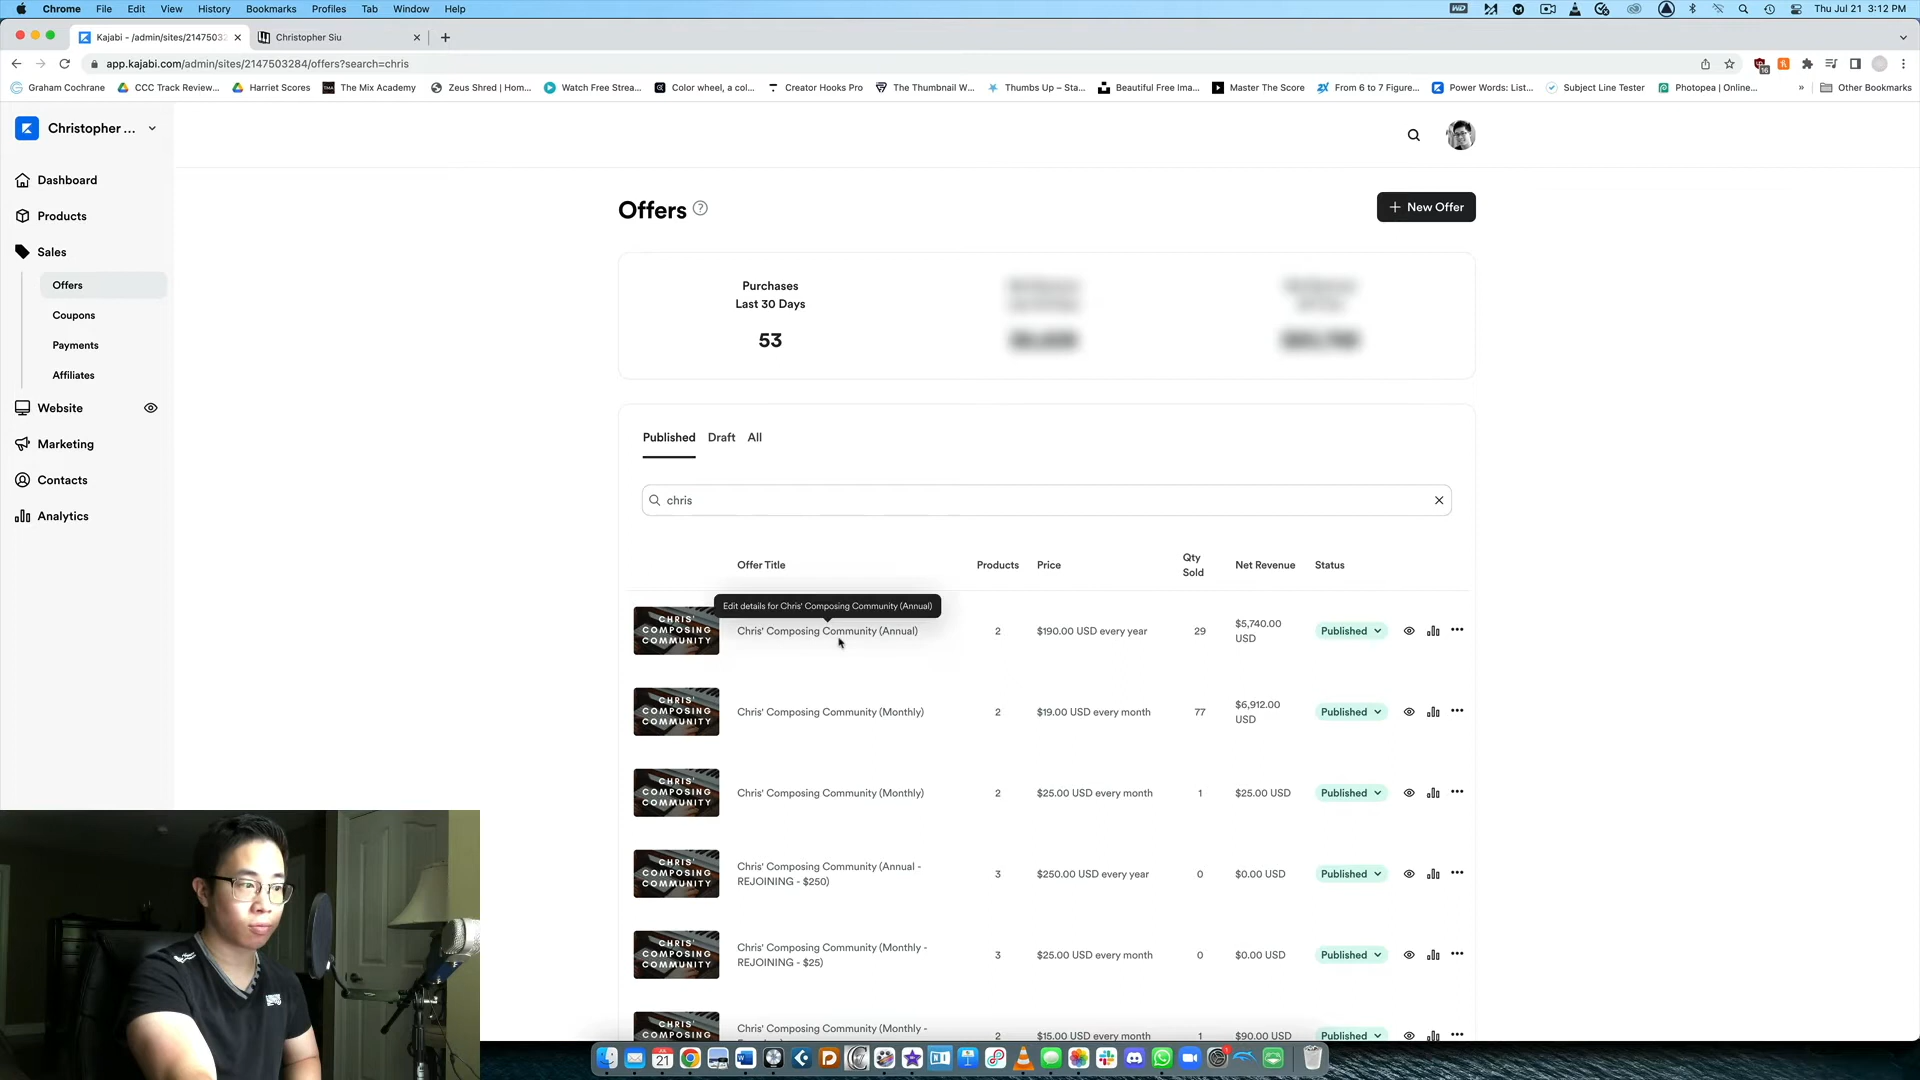 Chrome File Edit View History Bookmarks Profiles Tab Window Help
Thu Jul 21 3:12 PM
Kajabi - /admin/sites/2147503
Christopher Siu
app.kajabi.com/admin/sites/2147503284/offers?search=chris
Graham Cochrane CCC Track Review... Harriet Scores The Mix Academy Zeus Shred | Hom... Watch Free Strea... Color wheel, a col... Creator Hooks Pro The Thumbnail W... Thumbs Up – Sta... Beautiful Free Ima... Master The Score From 6 to 7 Figure... Power Words: List... Subject Line Tester Photopea | Online... » Other Bookmarks
Christopher ...
Dashboard
Products
Sales
Offers
Coupons
Payments
Affiliates
Website
Marketing
Contacts
Analytics
Offers
+ New Offer
Purchases
Last 30 Days
53
Published Draft All
chris
Offer Title Products Price Qty Sold Net Revenue Status
Edit details for Chris' Composing Community (Annual)
CHRIS'
COMPOSING
COMMUNITY
Chris' Composing Community (Annual) 2 $190.00 USD every year 29 $5,740.00 USD Published
CHRIS'
COMPOSING
COMMUNITY
Chris' Composing Community (Monthly) 2 $19.00 USD every month 77 $6,912.00 USD Published
CHRIS'
COMPOSING
COMMUNITY
Chris' Composing Community (Monthly) 2 $25.00 USD every month 1 $25.00 USD Published
CHRIS'
COMPOSING
COMMUNITY
Chris' Composing Community (Annual -
REJOINING - $250) 3 $250.00 USD every year 0 $0.00 USD Published
CHRIS'
COMPOSING
COMMUNITY
Chris' Composing Community (Monthly -
REJOINING - $25) 3 $25.00 USD every month 0 $0.00 USD Published
CHRIS'
COMPOSING
Chris' Composing Community (Monthly -
2 $15.00 USD every month 1 $90.00 USD Published